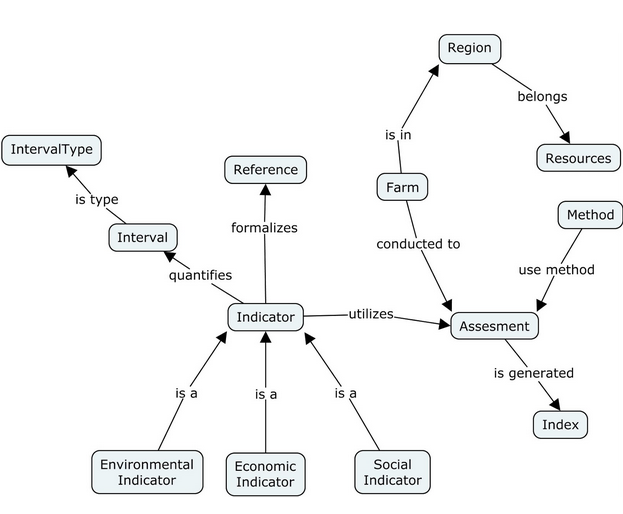 Region
belongs
is in
IntervalType
Resources
Reference
Farm
is type
Method
formalizes
Interval
conducted to
quantifies
use method
Indicator
utilizes
Assesment
is generated
is a
is a
is a
Index
Environmental
Indicator
Economic
Indicator
Social
Indicator